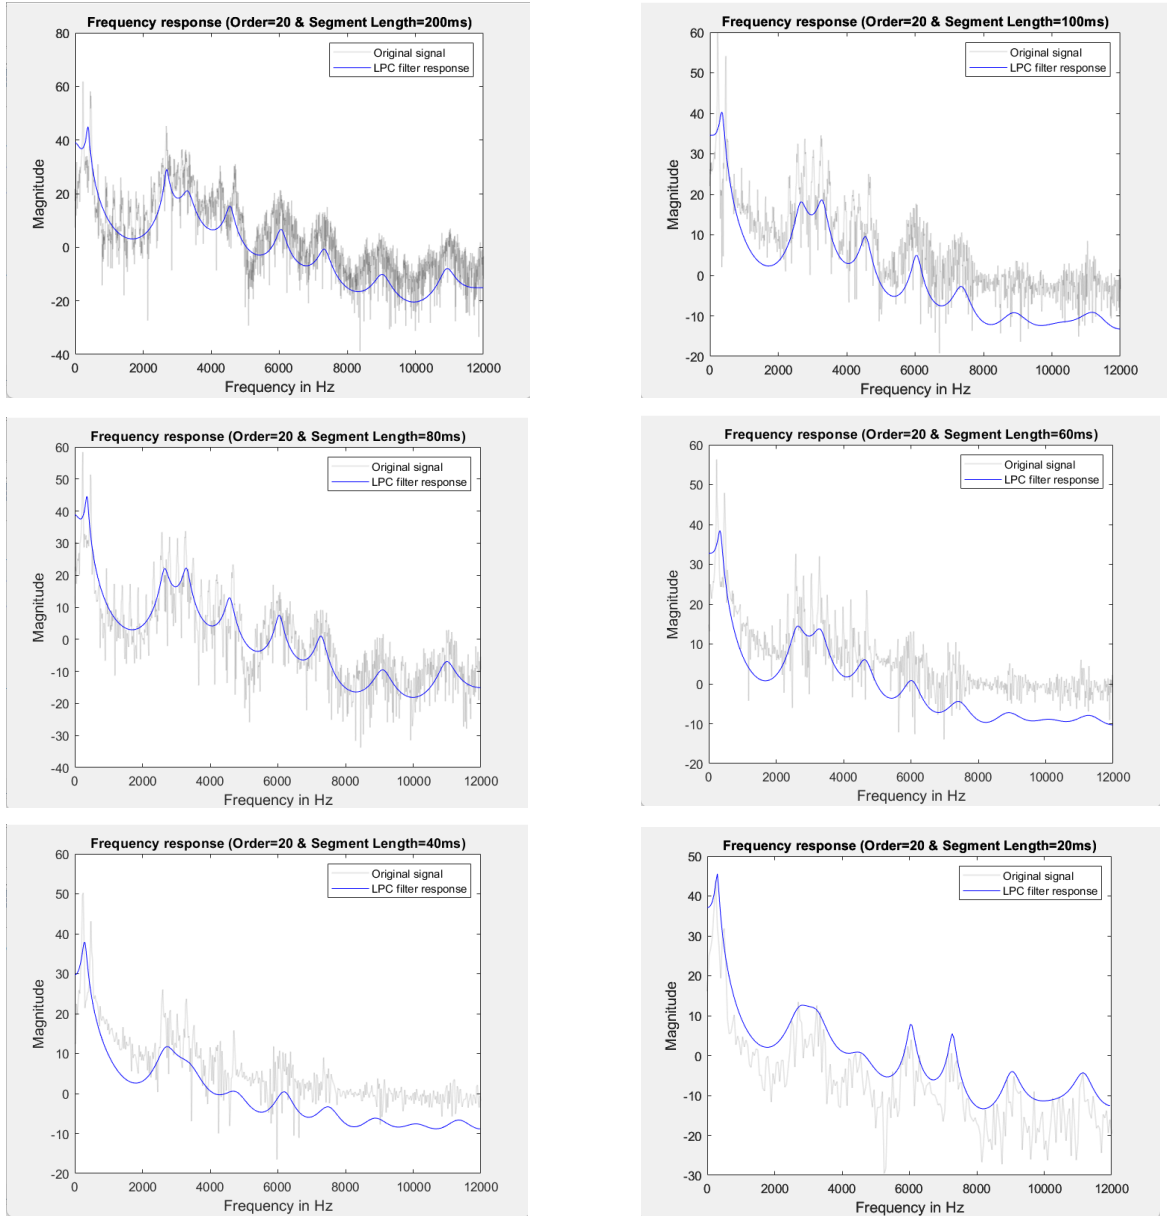 Frequency response (Order=20 & Segment Length=200ms)
80
60
40
20
0
-20
-40
Magnitude
Original signal
LPC filter response
0 2000 4000 6000 8000 10000 12000
Frequency in Hz
Frequency response (Order=20 & Segment Length=100ms)
60
50
40
30
20
10
0
-10
-20
Magnitude
Original signal
LPC filter response
0 2000 4000 6000 8000 10000 12000
Frequency in Hz
Frequency response (Order=20 & Segment Length=80ms)
60
50
40
30
20
10
0
-10
-20
-30
-40
Magnitude
Original signal
LPC filter response
0 2000 4000 6000 8000 10000 12000
Frequency in Hz
Frequency response (Order=20 & Segment Length=60ms)
60
50
40
30
20
10
0
-10
-20
Magnitude
Original signal
LPC filter response
0 2000 4000 6000 8000 10000 12000
Frequency in Hz
Frequency response (Order=20 & Segment Length=40ms)
60
50
40
30
20
10
0
-10
-20
Magnitude
Original signal
LPC filter response
0 2000 4000 6000 8000 10000 12000
Frequency in Hz
Frequency response (Order=20 & Segment Length=20ms)
50
40
30
20
10
0
-10
-20
-30
Magnitude
Original signal
LPC filter response
0 2000 4000 6000 8000 10000 12000
Frequency in Hz